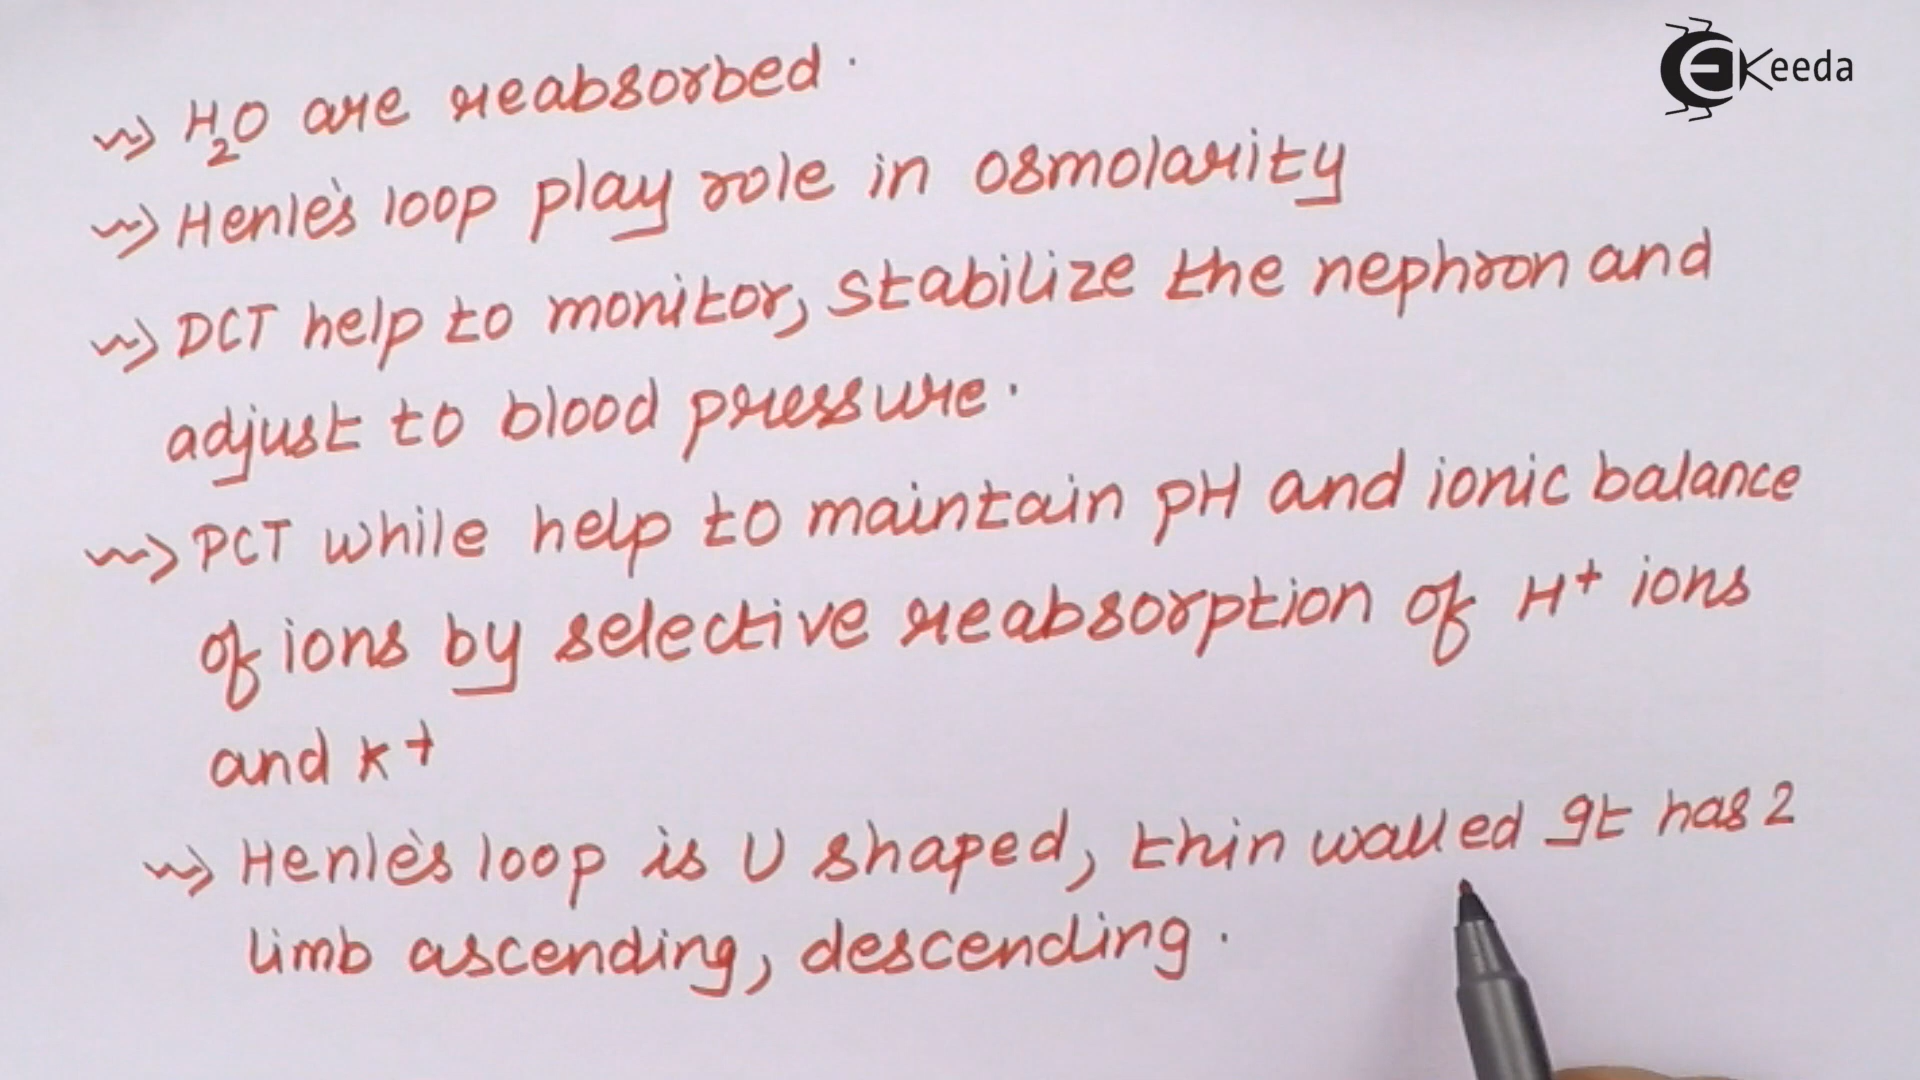 EKeeda
~> H₂O are reabsorbed.
~> Henle's loop play role in osmolarity
~> DCT help to monitor, stabilize the nephron and
adjust to blood pressure.
~> PCT while help to maintain pH and ionic balance
of ions by selective reabsorption of H⁺ ions
and K⁺
~> Henle's loop is U shaped, thin walled It has 2
limb ascending, descending.